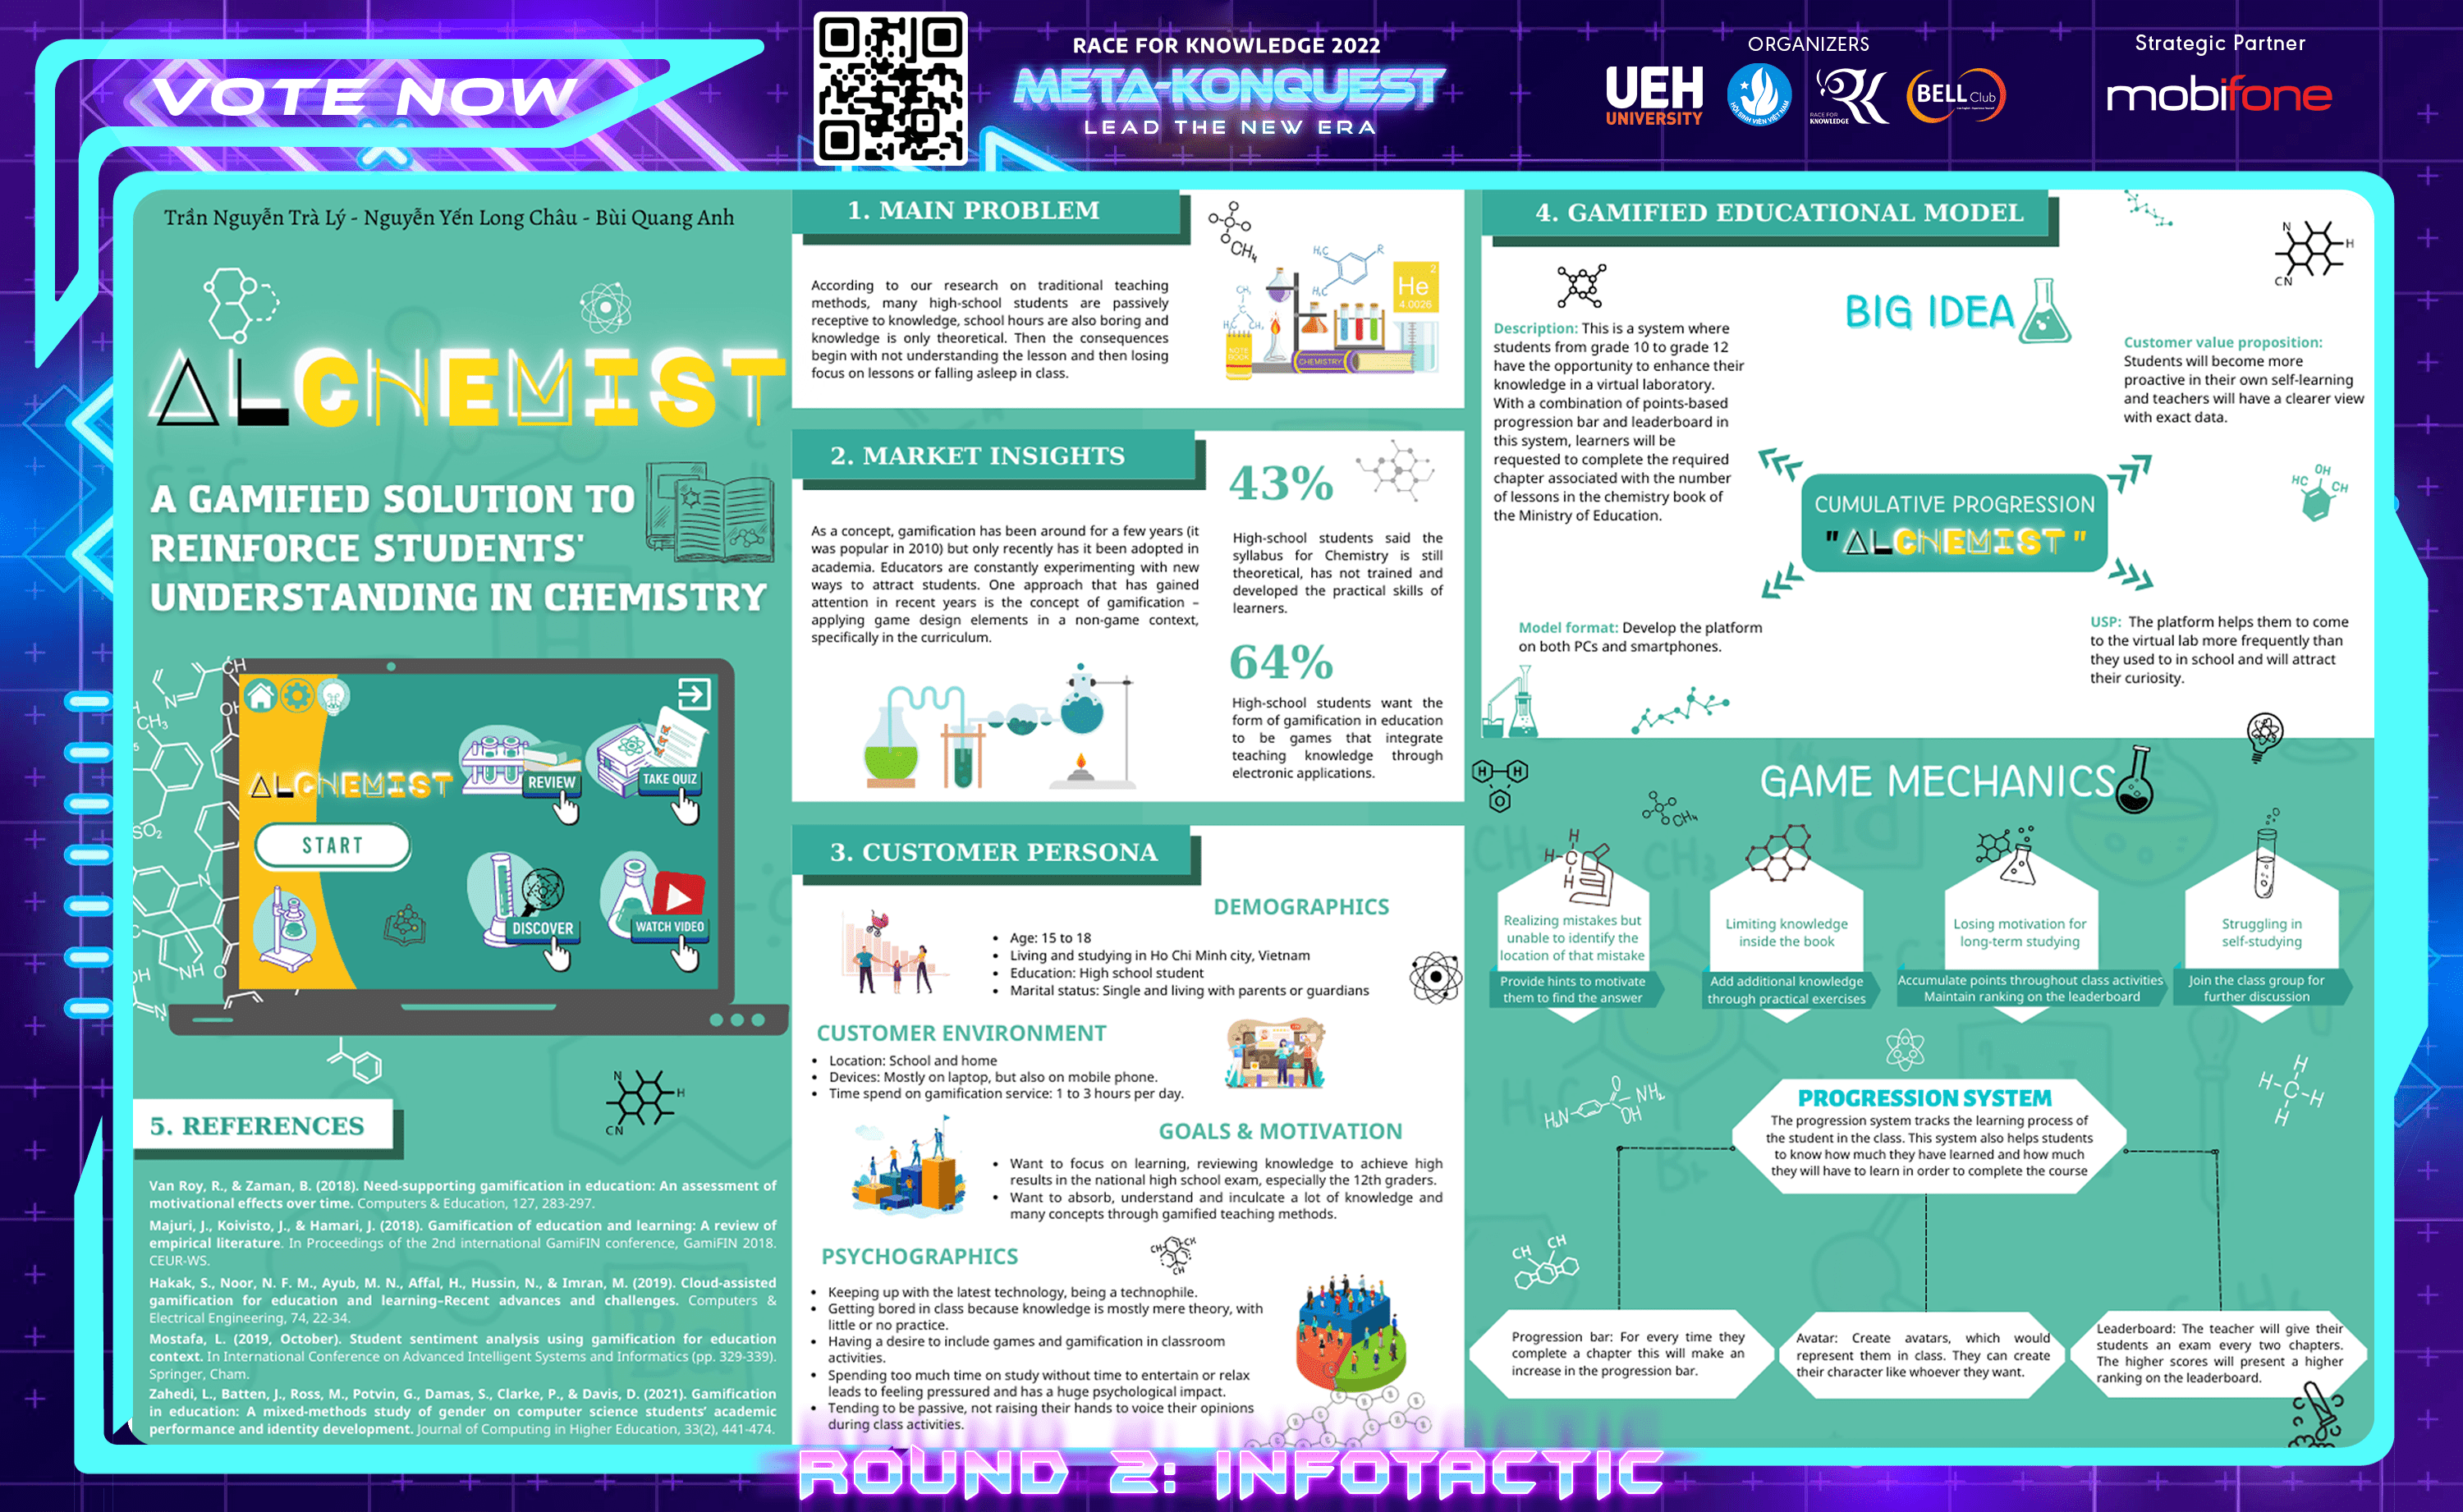 VOTE NOW
RACE FOR KNOWLEDGE 2022
META-KONQUEST
LEAD THE NEW ERA
ORGANIZERS
UEH
UNIVERSITY
HỘI SINH VIÊN VIỆT NAM
RK
RACE FOR
KNOWLEDGE
BELL Club
Strategic Partner
mobifone
Trần Nguyễn Trà Lý - Nguyễn Yến Long Châu - Bùi Quang Anh
ALCHEMIST
A GAMIFIED SOLUTION TO
REINFORCE STUDENTS'
UNDERSTANDING IN CHEMISTRY
ALCHEMIST
START
REVIEW
TAKE QUIZ
DISCOVER
WATCH VIDEO
5. REFERENCES
Van Roy, R., & Zaman, B. (2018). Need-supporting gamification in education: An assessment of
motivational effects over time. Computers & Education, 127, 283-297.
Majuri, J., Koivisto, J., & Hamari, J. (2018). Gamification of education and learning: A review of
empirical literature. In Proceedings of the 2nd international GamiFIN conference, GamiFIN 2018.
CEUR-WS.
Hakak, S., Noor, N. F. M., Ayub, M. N., Affal, H., Hussin, N., & Imran, M. (2019). Cloud-assisted
gamification for education and learning–Recent advances and challenges. Computers &
Electrical Engineering, 74, 22-34.
Mostafa, L. (2019, October). Student sentiment analysis using gamification for education
context. In International Conference on Advanced Intelligent Systems and Informatics (pp. 329-339).
Springer, Cham.
Zahedi, L., Batten, J., Ross, M., Potvin, G., Damas, S., Clarke, P., & Davis, D. (2021). Gamification
in education: A mixed-methods study of gender on computer science students' academic
performance and identity development. Journal of Computing in Higher Education, 33(2), 441-474.
1. MAIN PROBLEM
According to our research on traditional teaching
methods, many high-school students are passively
receptive to knowledge, school hours are also boring and
knowledge is only theoretical. Then the consequences
begin with not understanding the lesson and then losing
focus on lessons or falling asleep in class.
CH4
H3C
R
H3C
He
2
4.0026
NOTE
BOOK
CHEMISTRY
2. MARKET INSIGHTS
As a concept, gamification has been around for a few years (it
was popular in 2010) but only recently has it been adopted in
academia. Educators are constantly experimenting with new
ways to attract students. One approach that has gained
attention in recent years is the concept of gamification –
applying game design elements in a non-game context,
specifically in the curriculum.
43%
High-school students said the
syllabus for Chemistry is still
theoretical, has not trained and
developed the practical skills of
learners.
64%
High-school students want the
form of gamification in education
to be games that integrate
teaching knowledge through
electronic applications.
3. CUSTOMER PERSONA
DEMOGRAPHICS
• Age: 15 to 18
• Living and studying in Ho Chi Minh city, Vietnam
• Education: High school student
• Marital status: Single and living with parents or guardians
CUSTOMER ENVIRONMENT
• Location: School and home
• Devices: Mostly on laptop, but also on mobile phone.
• Time spend on gamification service: 1 to 3 hours per day.
GOALS & MOTIVATION
• Want to focus on learning, reviewing knowledge to achieve high
results in the national high school exam, especially the 12th graders.
• Want to absorb, understand and inculcate a lot of knowledge and
many concepts through gamified teaching methods.
PSYCHOGRAPHICS
• Keeping up with the latest technology, being a technophile.
• Getting bored in class because knowledge is mostly mere theory, with
little or no practice.
• Having a desire to include games and gamification in classroom
activities.
• Spending too much time on study without time to entertain or relax
leads to feeling pressured and has a huge psychological impact.
• Tending to be passive, not raising their hands to voice their opinions
during class activities.
4. GAMIFIED EDUCATIONAL MODEL
BIG IDEA
Description: This is a system where
students from grade 10 to grade 12
have the opportunity to enhance their
knowledge in a virtual laboratory.
With a combination of points-based
progression bar and leaderboard in
this system, learners will be
requested to complete the required
chapter associated with the number
of lessons in the chemistry book of
the Ministry of Education.
Customer value proposition:
Students will become more
proactive in their own self-learning
and teachers will have a clearer view
with exact data.
CUMULATIVE PROGRESSION
"ALCHEMIST"
Model format: Develop the platform
on both PCs and smartphones.
USP: The platform helps them to come
to the virtual lab more frequently than
they used to in school and will attract
their curiosity.
GAME MECHANICS
Realizing mistakes but
unable to identify the
location of that mistake
Provide hints to motivate
them to find the answer
Limiting knowledge
inside the book
Add additional knowledge
through practical exercises
Losing motivation for
long-term studying
Accumulate points throughout class activities
Maintain ranking on the leaderboard
Struggling in
self-studying
Join the class group for
further discussion
PROGRESSION SYSTEM
The progression system tracks the learning process of
the student in the class. This system also helps students
to know how much they have learned and how much
they will have to learn in order to complete the course
Progression bar: For every time they
complete a chapter this will make an
increase in the progression bar.
Avatar: Create avatars, which would
represent them in class. They can create
their character like whoever they want.
Leaderboard: The teacher will give their
students an exam every two chapters.
The higher scores will present a higher
ranking on the leaderboard.
ROUND 2: INFOTACTIC